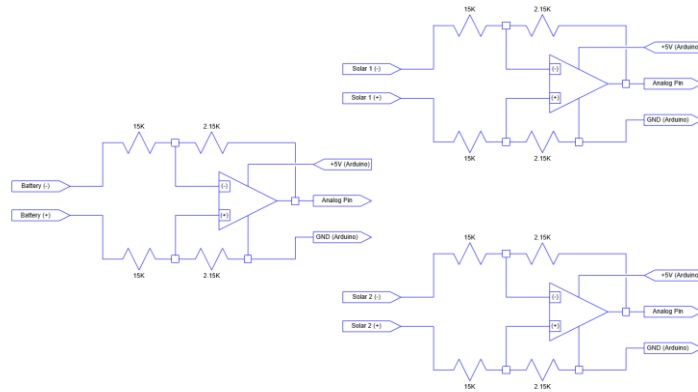 15K
2.15K
+5V (Arduino)
Solar 1 (-)
(-)
Analog Pin
Solar 1 (+)
(+)
GND (Arduino)
15K
2.15K
15K
2.15K
+5V (Arduino)
Battery (-)
(-)
Analog Pin
Battery (+)
(+)
GND (Arduino)
15K
2.15K
15K
2.15K
+5V (Arduino)
Solar 2 (-)
(-)
Analog Pin
Solar 2 (+)
(+)
GND (Arduino)
15K
2.15K